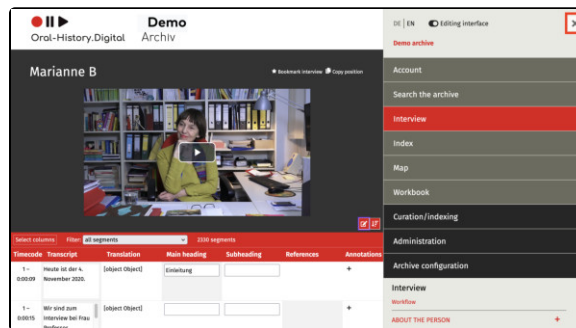 Oral-History.Digital
Demo
Archiv
DE | EN Editing interface
Demo archive
Marianne B
Bookmark interview Copy position
Account
Search the archive
Interview
Index
Map
Workbook
Curation/indexing
Administration
Archive configuration
Interview
Workflow
ABOUT THE PERSON +
Select columns Filter: all segments 2330 segments
Timecode Transcript Translation Main heading Subheading References Annotations
1 – 0:00:09 Heute ist der 4. November 2020. [object Object] Einleitung +
1 – 0:00:15 Wir sind zum Interview bei Frau Professor [object Object] +